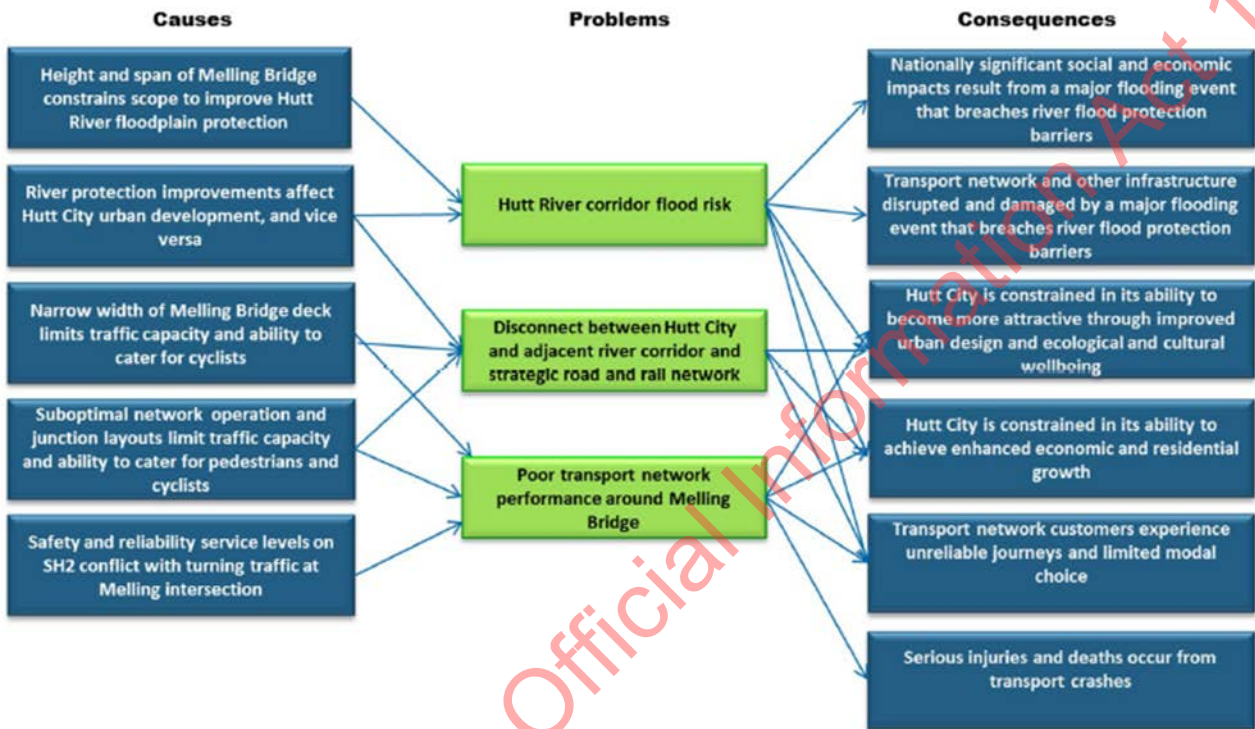 Causes
Problems
Consequences
Height and span of Melling Bridge
constrains scope to improve Hutt
River floodplain protection
River protection improvements affect
Hutt City urban development, and vice
versa
Narrow width of Melling Bridge deck
limits traffic capacity and ability to
cater for cyclists
Suboptimal network operation and
junction layouts limit traffic capacity
and ability to cater for pedestrians and
cyclists
Safety and reliability service levels on
SH2 conflict with turning traffic at
Melling intersection
Hutt River corridor flood risk
Disconnect between Hutt City
and adjacent river corridor and
strategic road and rail network
Poor transport network
performance around Melling
Bridge
Nationally significant social and economic
impacts result from a major flooding event
that breaches river flood protection
barriers
Transport network and other infrastructure
disrupted and damaged by a major flooding
event that breaches river flood protection
barriers
Hutt City is constrained in its ability to
become more attractive through improved
urban design and ecological and cultural
wellbeing
Hutt City is constrained in its ability to
achieve enhanced economic and residential
growth
Transport network customers experience
unreliable journeys and limited modal
choice
Serious injuries and deaths occur from
transport crashes
Official Information Act 1